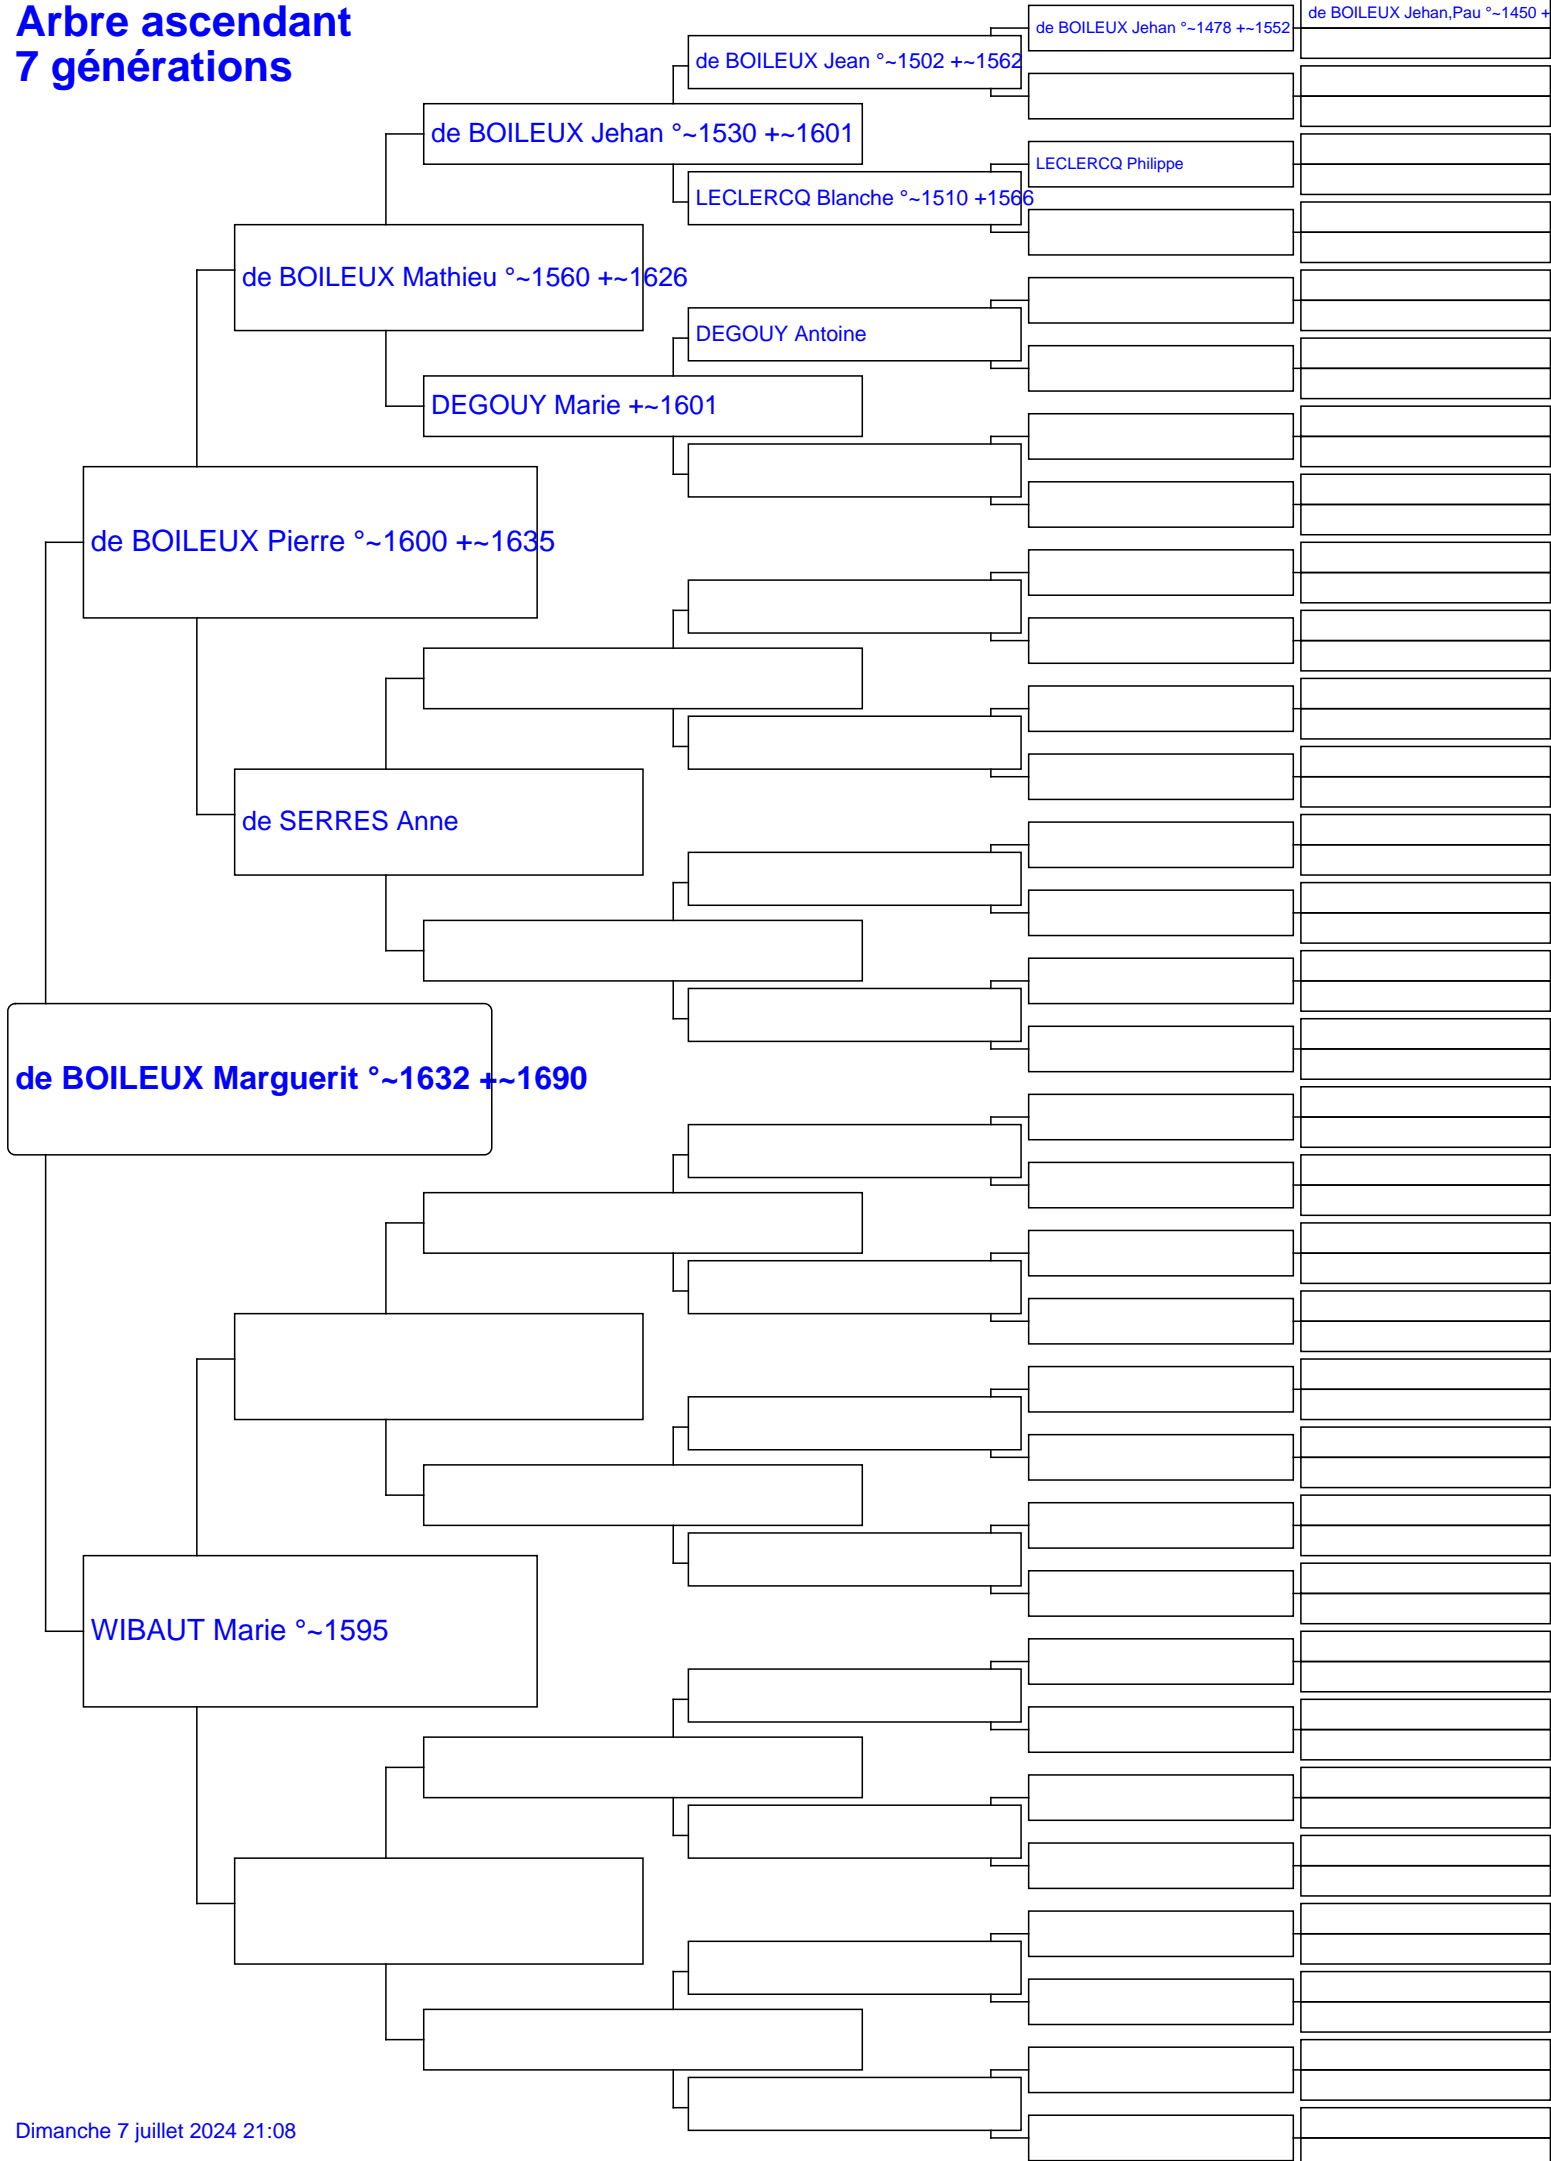 Arbre ascendant
7 générations
de BOILEUX Jehan,Pau °~1450 +
de BOILEUX Jehan °~1478 +~1552
de BOILEUX Jean °~1502 +~1562
de BOILEUX Jehan °~1530 +~1601
LECLERCQ Philippe
LECLERCQ Blanche °~1510 +1566
de BOILEUX Mathieu °~1560 +~1626
DEGOUY Antoine
DEGOUY Marie +~1601
de BOILEUX Pierre °~1600 +~1635
de SERRES Anne
de BOILEUX Marguerit °~1632 +~1690
WIBAUT Marie °~1595
Dimanche 7 juillet 2024 21:08